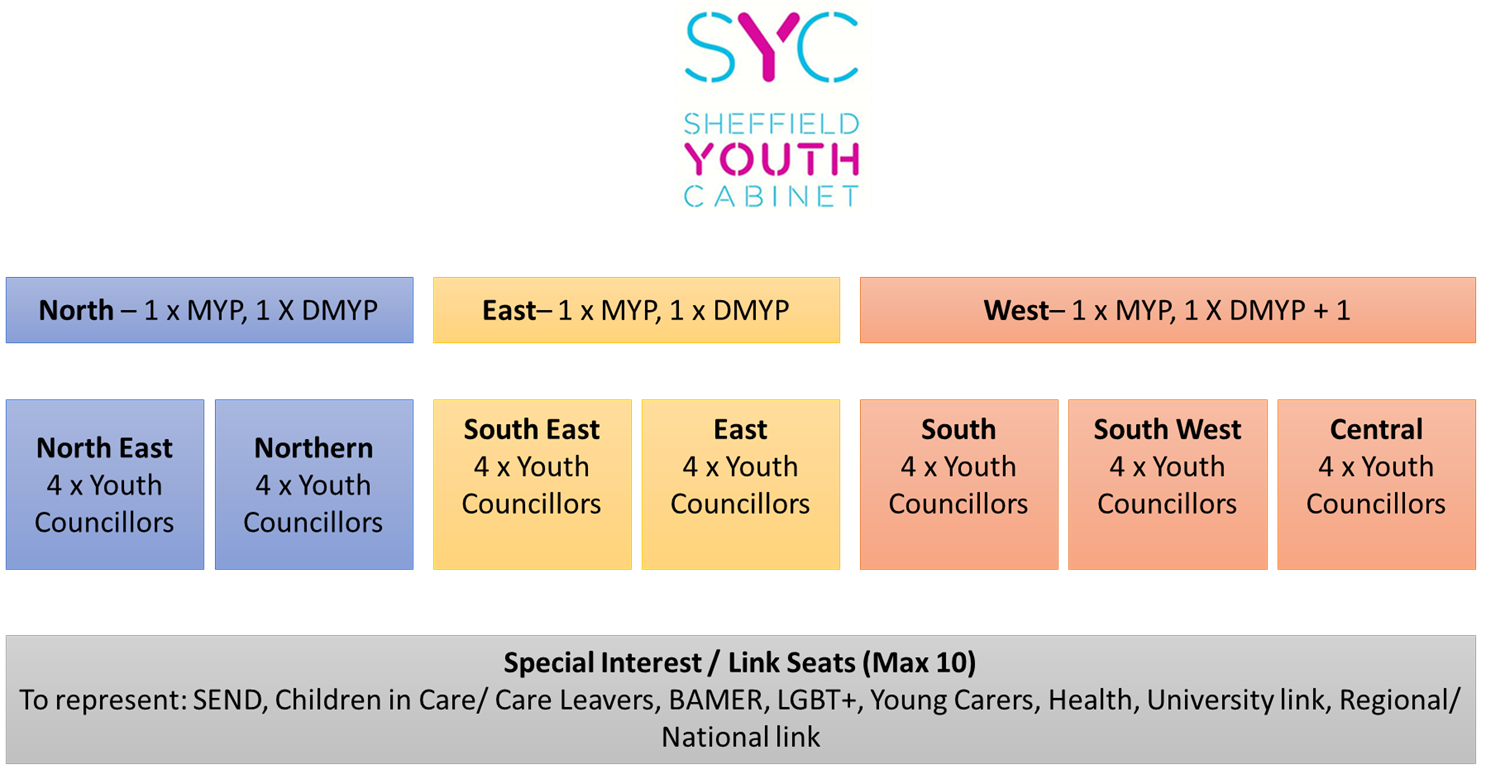 SYC
SHEFFIELD
YOUTH
CABINET
North – 1 x MYP, 1 X DMYP
East– 1 x MYP, 1 x DMYP
West– 1 x MYP, 1 X DMYP + 1
North East
4 x Youth
Councillors
Northern
4 x Youth
Councillors
South East
4 x Youth
Councillors
East
4 x Youth
Councillors
South
4 x Youth
Councillors
South West
4 x Youth
Councillors
Central
4 x Youth
Councillors
Special Interest / Link Seats (Max 10)
To represent: SEND, Children in Care/ Care Leavers, BAMER, LGBT+, Young Carers, Health, University link, Regional/
National link